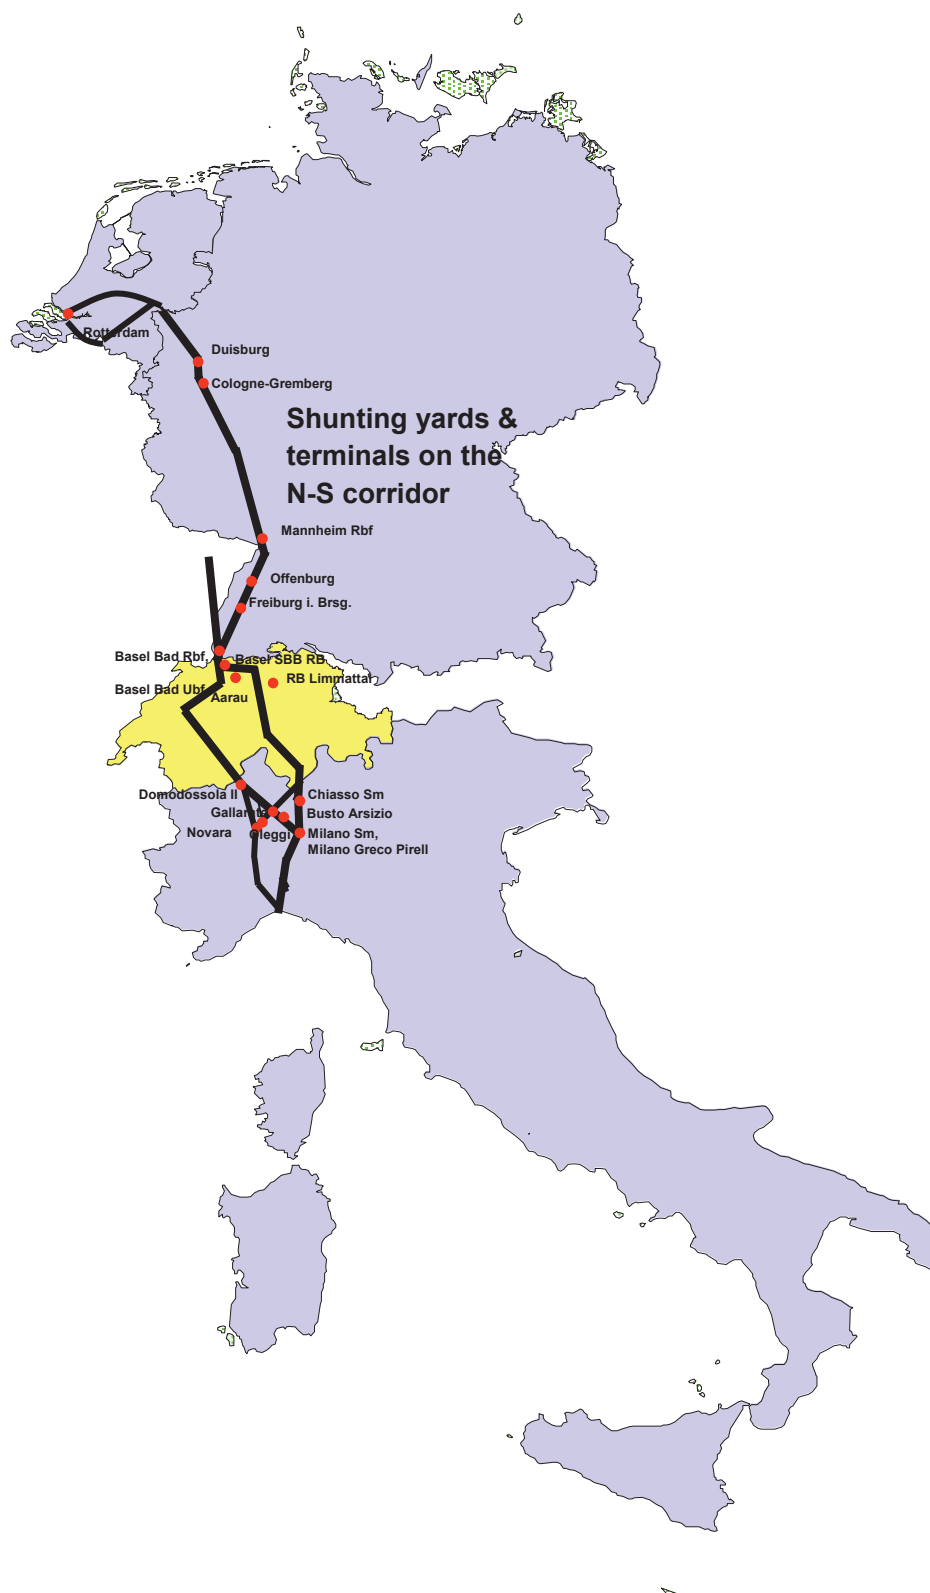 Rotterdam
Duisburg
Cologne-Gremberg
Shunting yards &
terminals on the
N-S corridor
Mannheim Rbf
Offenburg
Freiburg i. Brsg.
Basel Bad Rbf,
Basel SBB RB
RB Limmattal
Basel Bad Ubf
Aarau
Domodossola II
Chiasso Sm
Gallarate
Busto Arsizio
Novara
Oleggi
Milano Sm,
Milano Greco Pirell